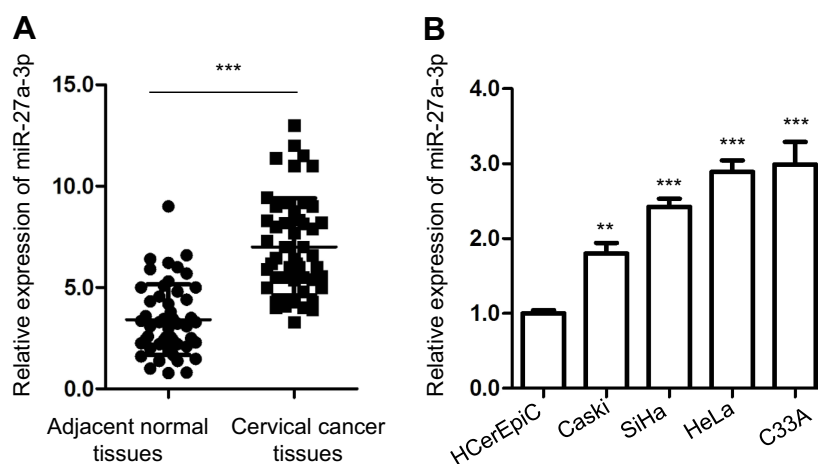 A
Relative expression of miR-27a-3p
15.0
10.0
5.0
0.0
***
Adjacent normal
tissues
Cervical cancer
tissues
B
Relative expression of miR-27a-3p
4.0
3.0
2.0
1.0
0.0
**
***
***
***
HCerEpiC
Caski
SiHa
HeLa
C33A